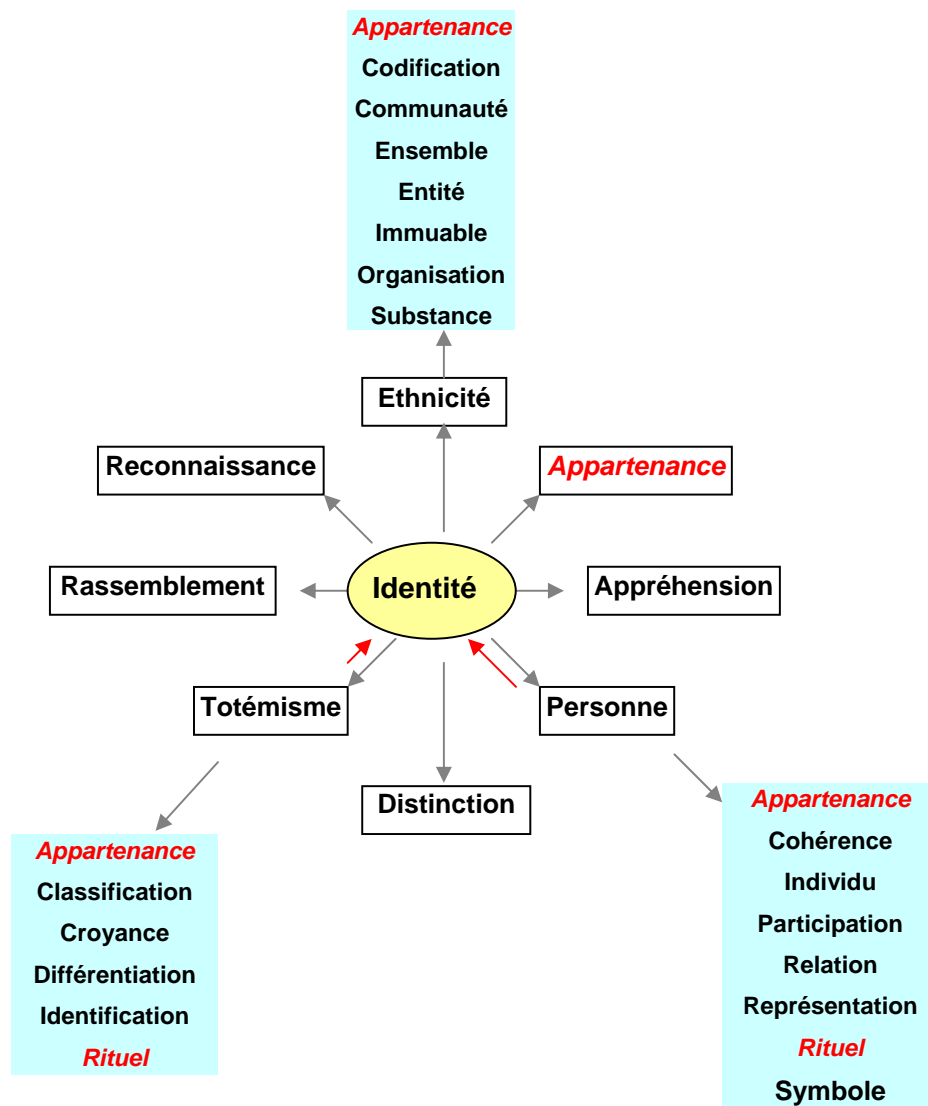 Appartenance
Codification
Communauté
Ensemble
Entité
Immuable
Organisation
Substance
Ethnicité
Reconnaissance
Appartenance
Rassemblement
Identité
Appréhension
Totémisme
Personne
Distinction
Appartenance
Classification
Croyance
Différentiation
Identification
Rituel
Appartenance
Cohérence
Individu
Participation
Relation
Représentation
Rituel
Symbole